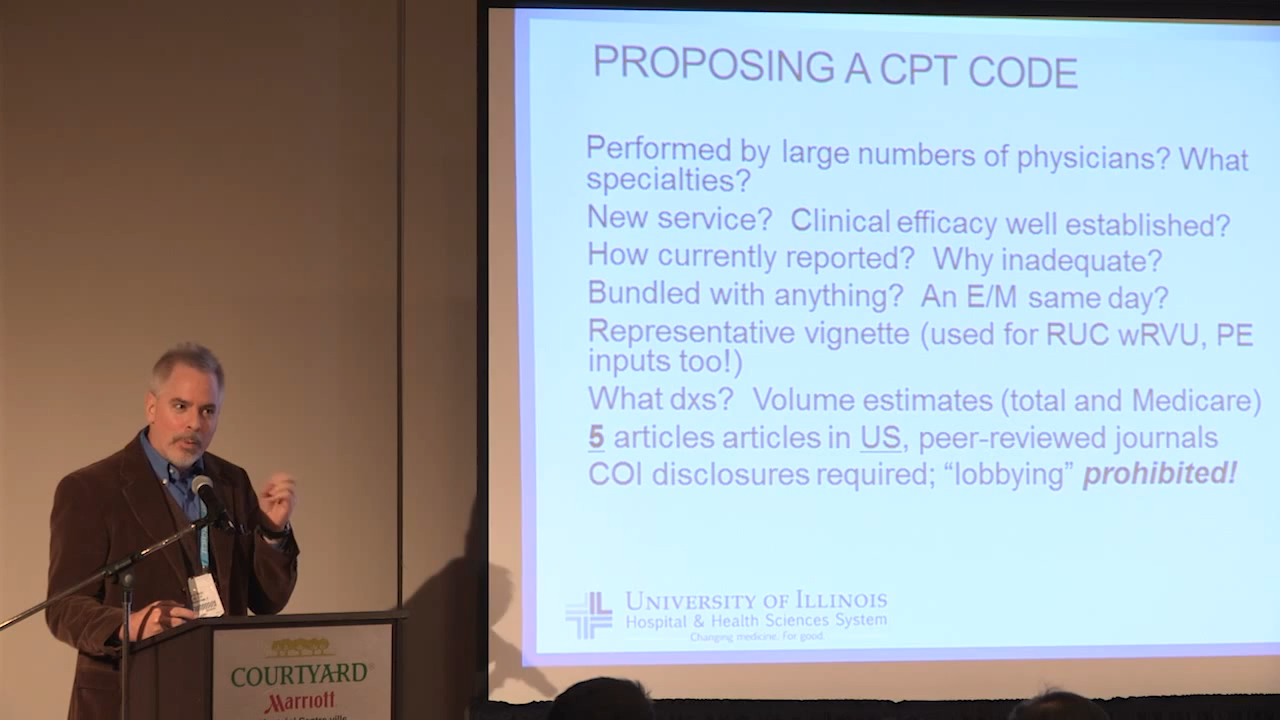 PROPOSING A CPT CODE
Performed by large numbers of physicians? What
specialties?
New service? Clinical efficacy well established?
How currently reported? Why inadequate?
Bundled with anything? An E/M same day?
Representative vignette (used for RUC wRVU, PE
inputs too!)
What dxs? Volume estimates (total and Medicare)
5 articles articles in US, peer-reviewed journals
COI disclosures required; “lobbying” prohibited!
UNIVERSITY OF ILLINOIS
Hospital & Health Sciences System
Changing medicine. For good.
COURTYARD®
Marriott